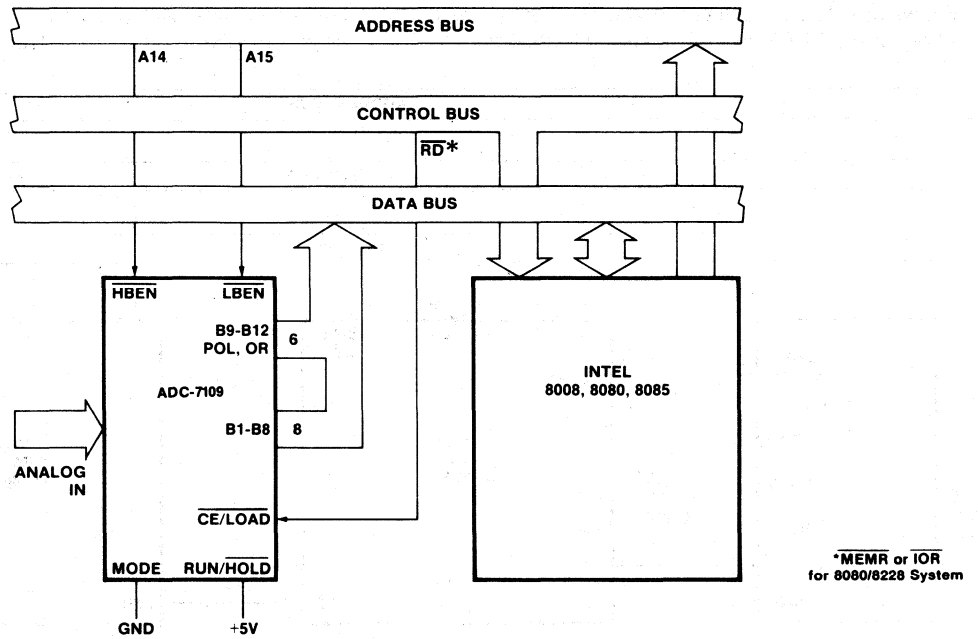 ADDRESS BUS
A14
A15
CONTROL BUS
RD*
DATA BUS
HBEN
LBEN
B9-B12
POL, OR
6
ADC-7109
B1-B8
8
ANALOG
IN
CE/LOAD
MODE
RUN/HOLD
GND
+5V
INTEL
8008, 8080, 8085
*MEMR or IOR
for 8080/8228 System